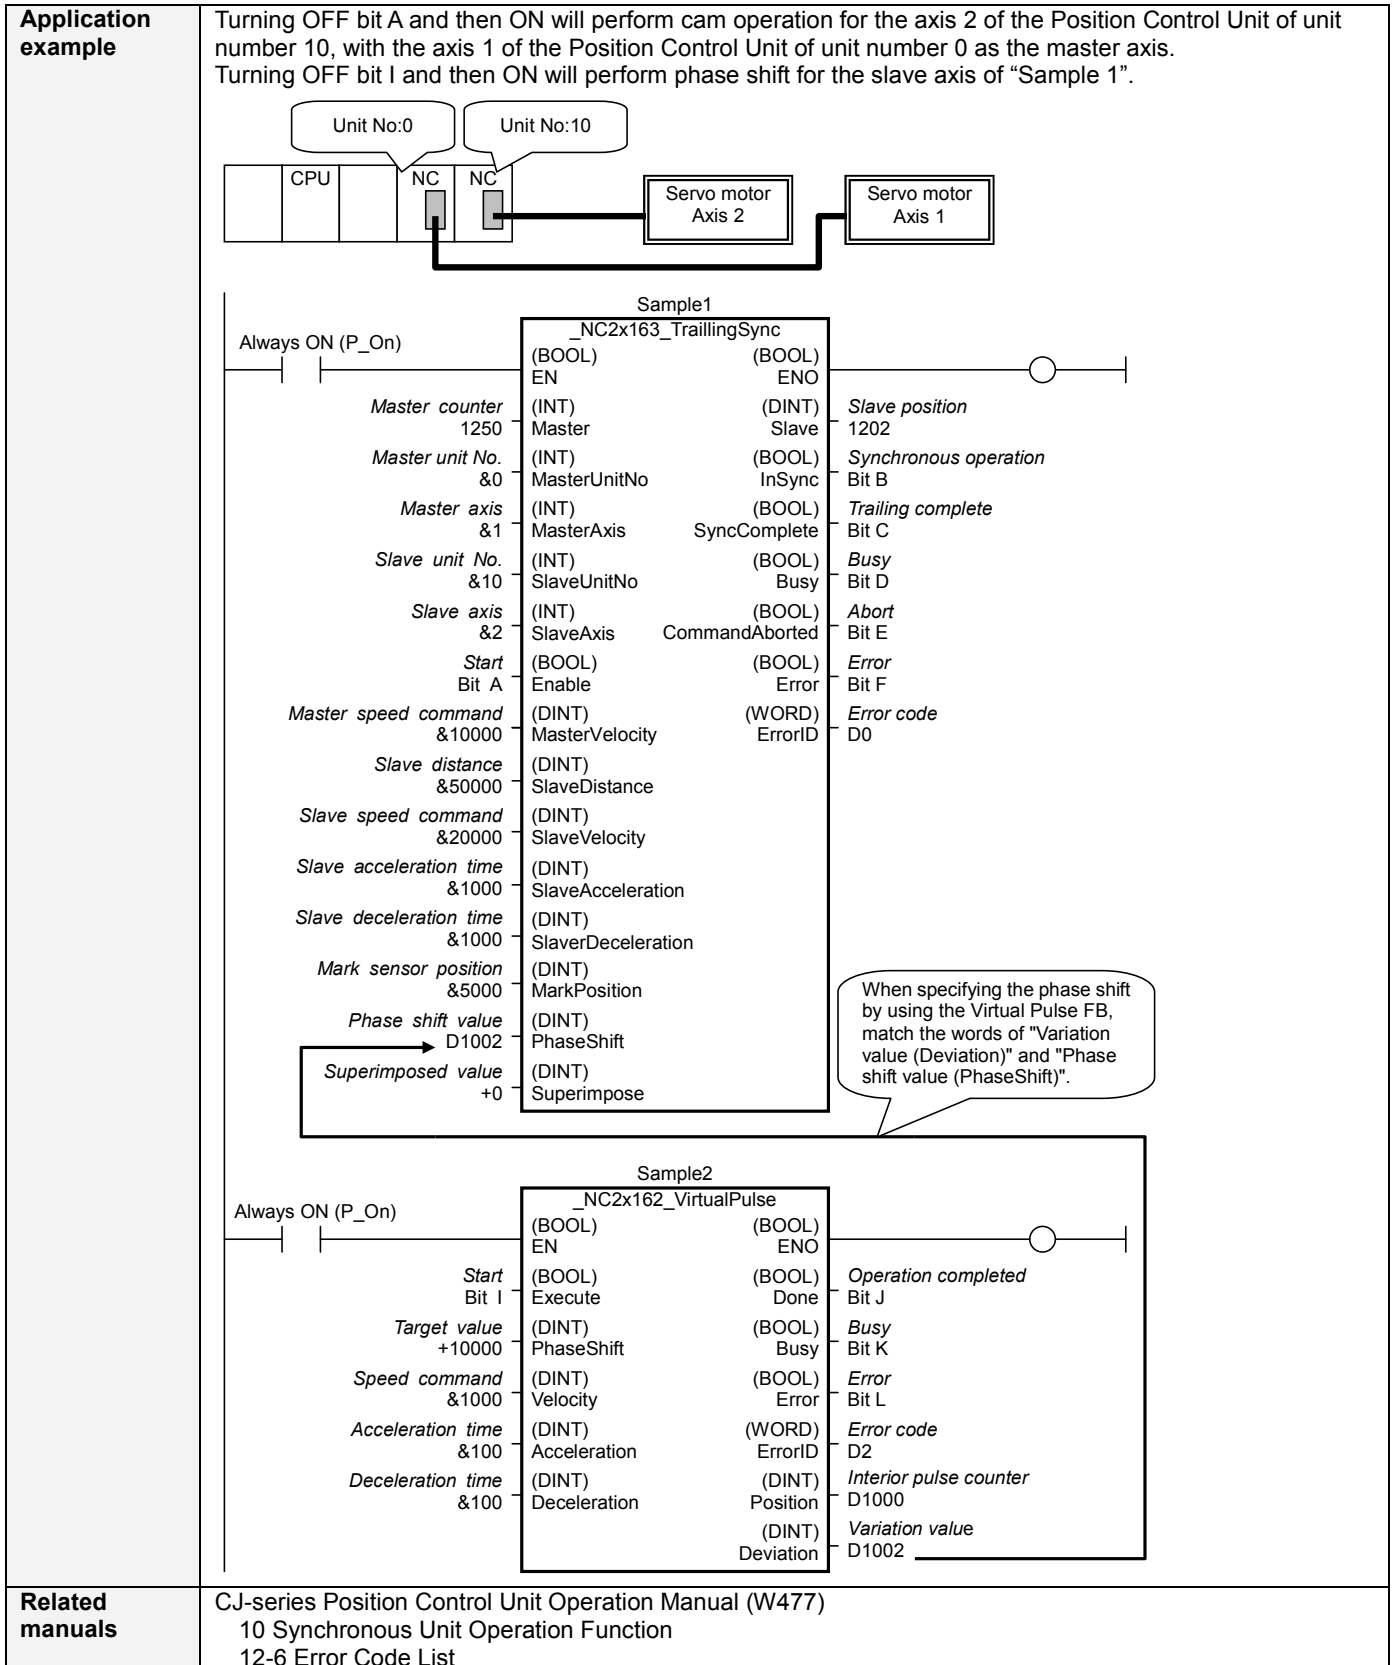 Application
example
Turning OFF bit A and then ON will perform cam operation for the axis 2 of the Position Control Unit of unit
number 10, with the axis 1 of the Position Control Unit of unit number 0 as the master axis.
Turning OFF bit I and then ON will perform phase shift for the slave axis of “Sample 1”.
Unit No:0
Unit No:10
CPU
NC
NC
Servo motor
Axis 2
Servo motor
Axis 1
Sample1
_NC2x163_TraillingSync
Always ON (P_On)
(BOOL)
EN
(BOOL)
ENO
Master counter
1250
(INT)
Master
(DINT)
Slave
Slave position
1202
Master unit No.
&0
(INT)
MasterUnitNo
(BOOL)
InSync
Synchronous operation
Bit B
Master axis
&1
(INT)
MasterAxis
(BOOL)
SyncComplete
Trailing complete
Bit C
Slave unit No.
&10
(INT)
SlaveUnitNo
(BOOL)
Busy
Busy
Bit D
Slave axis
&2
(INT)
SlaveAxis
(BOOL)
CommandAborted
Abort
Bit E
Start
Bit A
(BOOL)
Enable
(BOOL)
Error
Error
Bit F
Master speed command
&10000
(DINT)
MasterVelocity
(WORD)
ErrorID
Error code
D0
Slave distance
&50000
(DINT)
SlaveDistance
Slave speed command
&20000
(DINT)
SlaveVelocity
Slave acceleration time
&1000
(DINT)
SlaveAcceleration
Slave deceleration time
&1000
(DINT)
SlaverDeceleration
Mark sensor position
&5000
(DINT)
MarkPosition
Phase shift value
D1002
(DINT)
PhaseShift
Superimposed value
+0
(DINT)
Superimpose
When specifying the phase shift
by using the Virtual Pulse FB,
match the words of "Variation
value (Deviation)" and "Phase
shift value (PhaseShift)".
Sample2
_NC2x162_VirtualPulse
Always ON (P_On)
(BOOL)
EN
(BOOL)
ENO
Start
Bit I
(BOOL)
Execute
(BOOL)
Done
Operation completed
Bit J
Target value
+10000
(DINT)
PhaseShift
(BOOL)
Busy
Busy
Bit K
Speed command
&1000
(DINT)
Velocity
(BOOL)
Error
Error
Bit L
Acceleration time
&100
(DINT)
Acceleration
(WORD)
ErrorID
Error code
D2
Deceleration time
&100
(DINT)
Deceleration
(DINT)
Position
Interior pulse counter
D1000
(DINT)
Deviation
Variation value
D1002
Related
manuals
CJ-series Position Control Unit Operation Manual (W477)
10 Synchronous Unit Operation Function
12-6 Error Code List